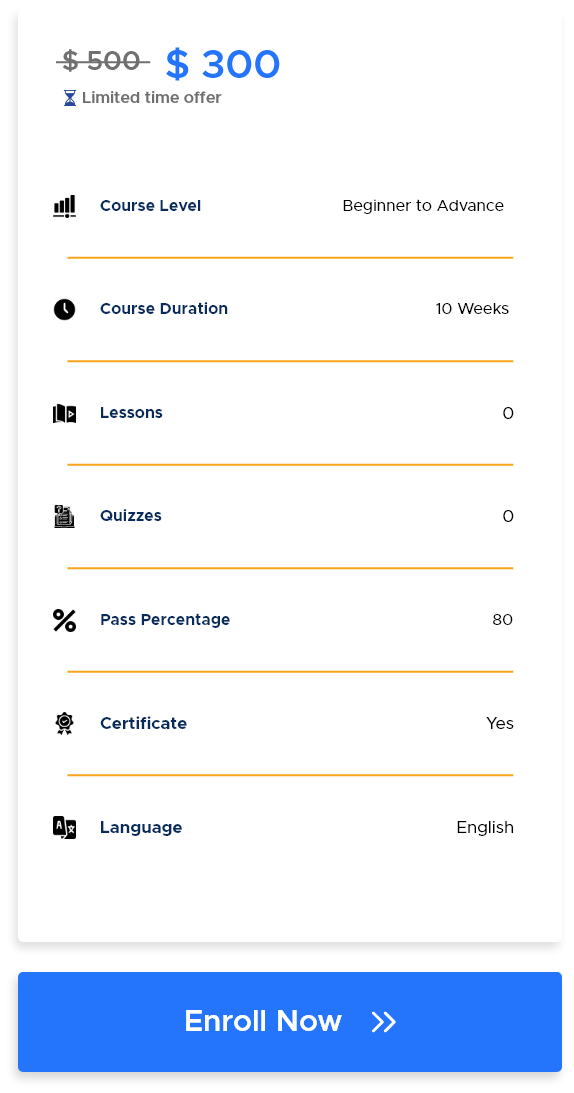 $ 500 $ 300
Limited time offer
Course Level Beginner to Advance
Course Duration 10 Weeks
Lessons 0
Quizzes 0
Pass Percentage 80
Certificate Yes
Language English
Enroll Now